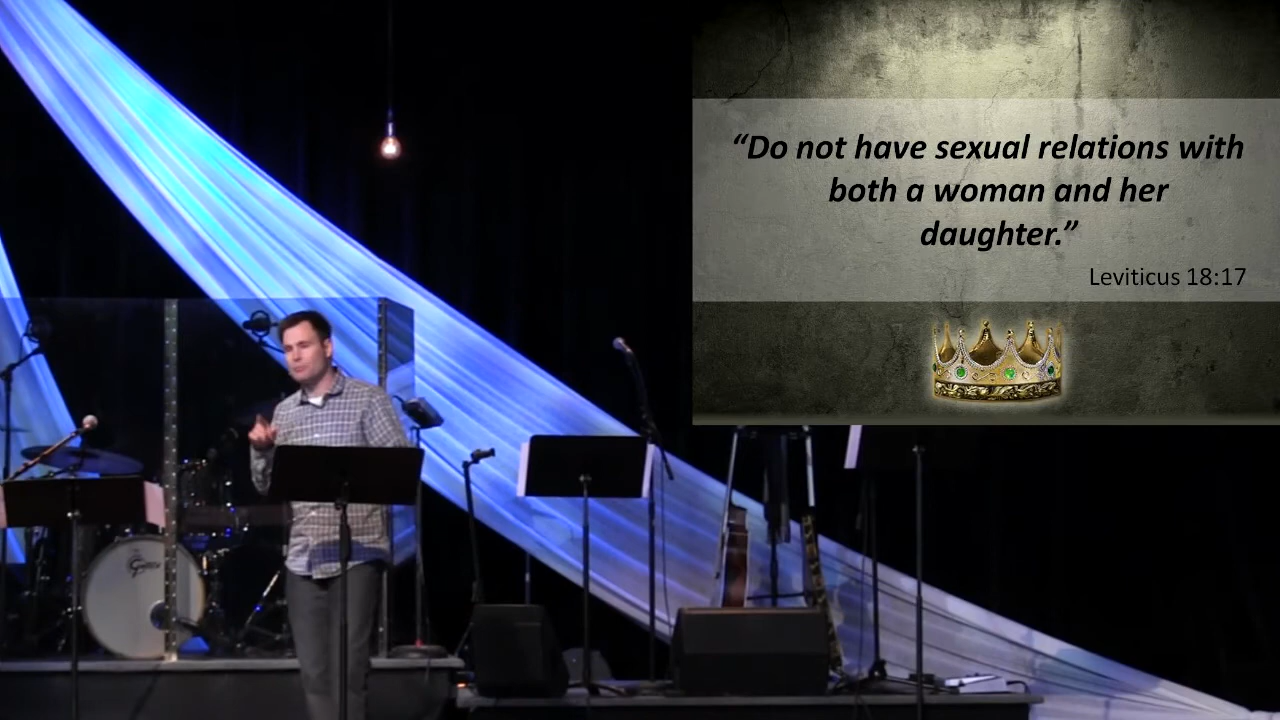 “Do not have sexual relations with
both a woman and her
daughter.”
Leviticus 18:17
Gretsch